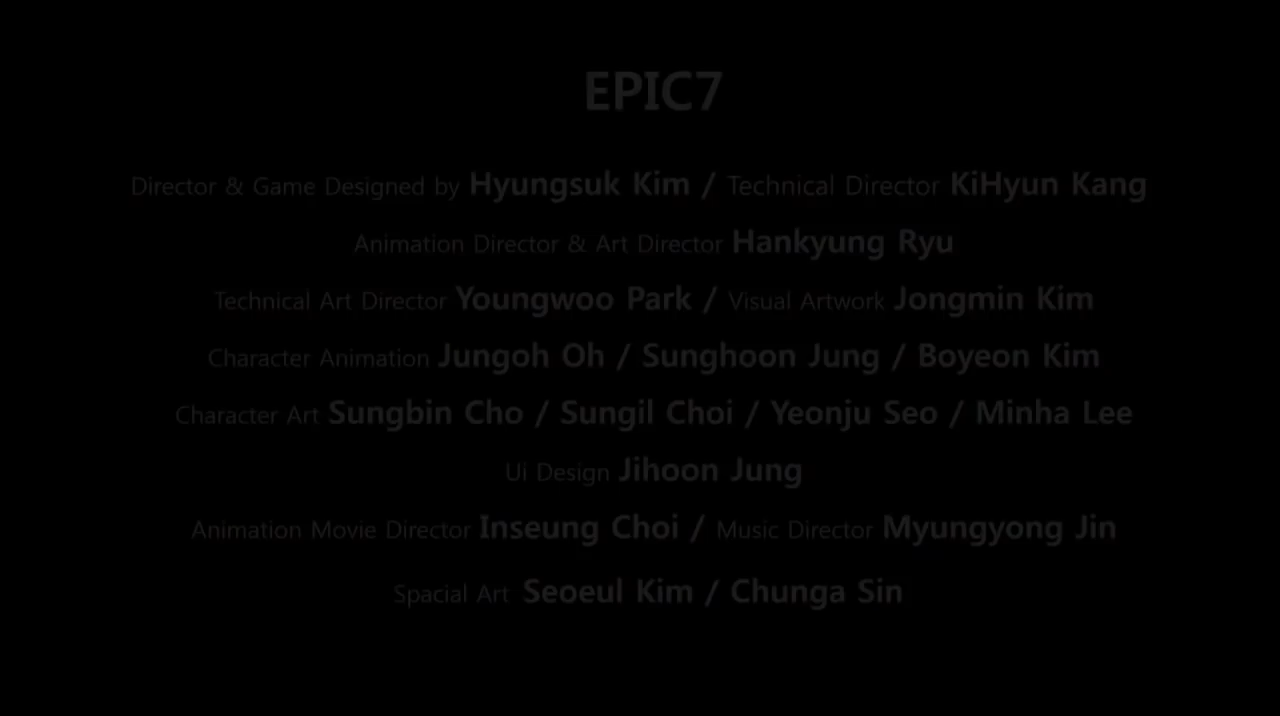 EPIC7
Director & Game Designed by Hyungsuk Kim / Technical Director KiHyun Kang
Animation Director & Art Director Hankyung Ryu
Technical Art Director Youngwoo Park / Visual Artwork Jongmin Kim
Character Animation Jungoh Oh / Sunghoon Jung / Boyeon Kim
Character Art Sungbin Cho / Sungil Choi / Yeonju Seo / Minha Lee
Ui Design Jihoon Jung
Animation Movie Director Inseung Choi / Music Director Myungyong Jin
Spacial Art Seoeul Kim / Chunga Sin